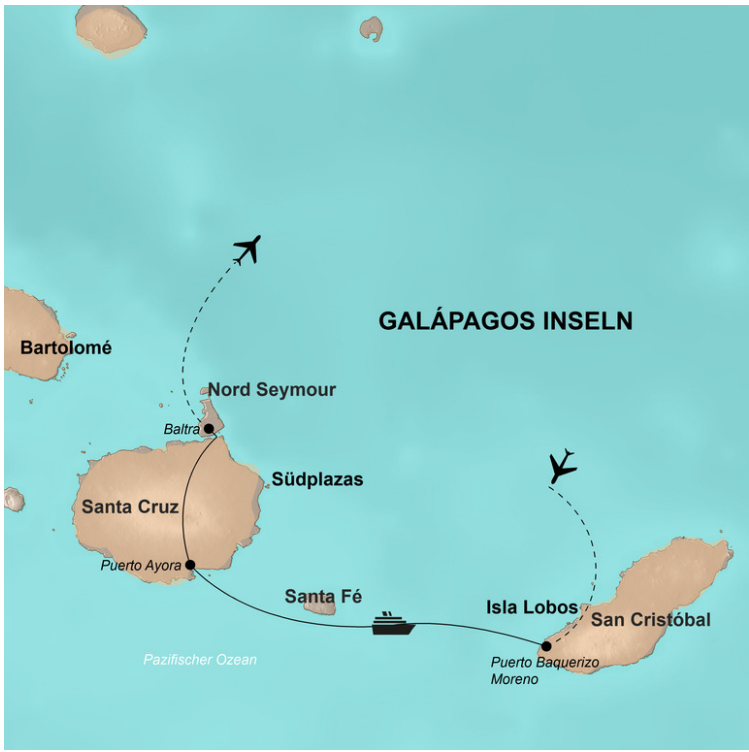 GALÁPAGOS INSELN
Bartolomé
Nord Seymour
Baltra
Südplazas
Santa Cruz
Puerto Ayora
Santa Fé
Isla Lobos
San Cristóbal
Pazifischer Ozean
Puerto Baquerizo
Moreno